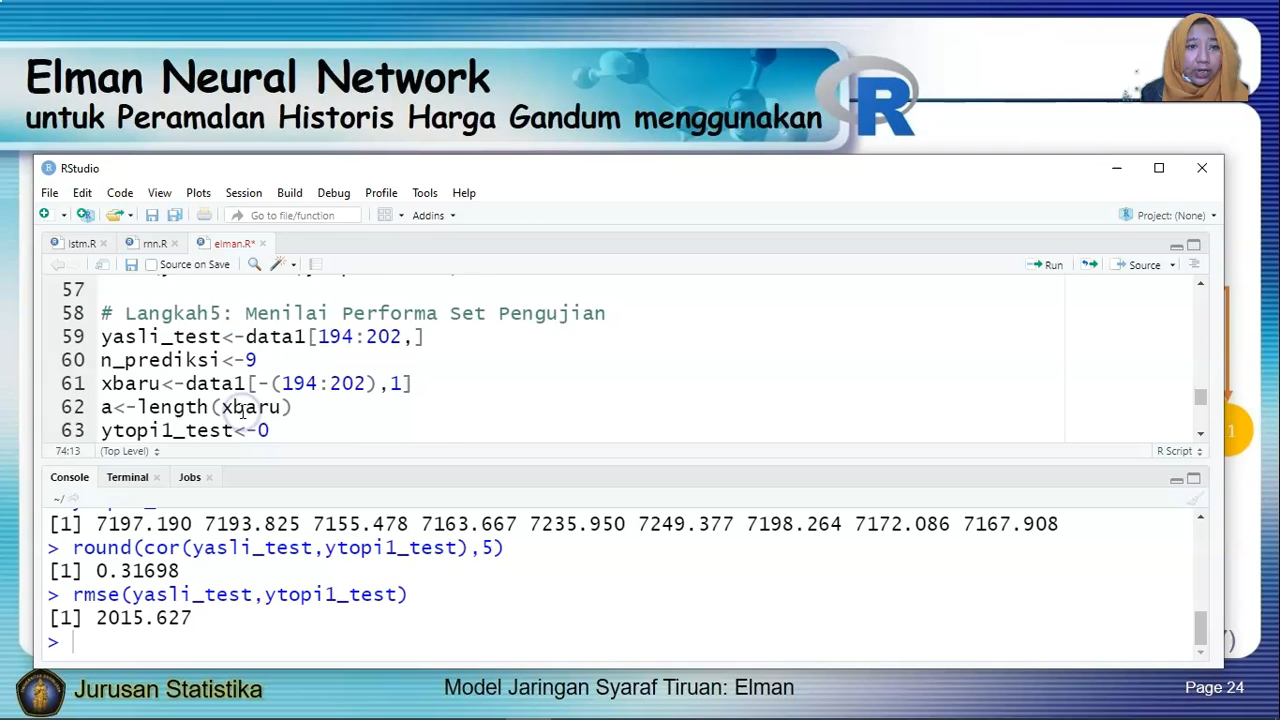 Elman Neural Network
untuk Peramalan Historis Harga Gandum menggunakan R
RStudio
File Edit Code View Plots Session Build Debug Profile Tools Help
Go to file/function Addins Project: (None)
lstm.R rnn.R elman.R*
Source on Save Run Source
57
58 # Langkah5: Menilai Performa Set Pengujian
59 yasli_test<-data1[194:202,]
60 n_prediksi<-9
61 xbaru<-data1[-(194:202),1]
62 a<-length(xbaru)
63 ytopi1_test<-0
74:13 (Top Level) R Script
1
Console Terminal Jobs
~/
[1] 7197.190 7193.825 7155.478 7163.667 7235.950 7249.377 7198.264 7172.086 7167.908
> round(cor(yasli_test,ytopi1_test),5)
[1] 0.31698
> rmse(yasli_test,ytopi1_test)
[1] 2015.627
>
Jurusan Statistika
Model Jaringan Syaraf Tiruan: Elman
Page 24